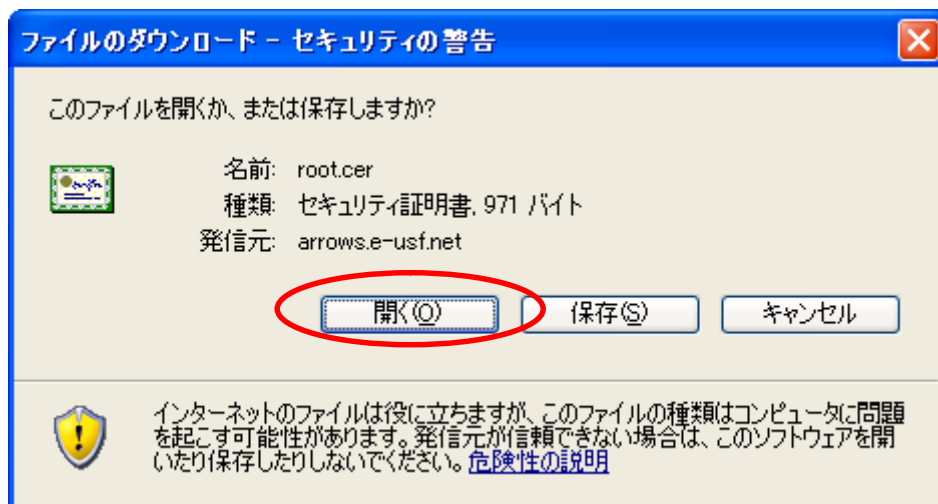 ファイルのダウンロード - セキュリティの警告
このファイルを開くか、または保存しますか?
名前: root.cer
種類: セキュリティ証明書, 971 バイト
発信元: arrows.e-usf.net
開く(O) 保存(S) キャンセル
インターネットのファイルは役に立ちますが、このファイルの種類はコンピュータに問題
を起こす可能性があります。発信元が信頼できない場合は、このソフトウェアを開
いたり保存したりしないでください。危険性の説明